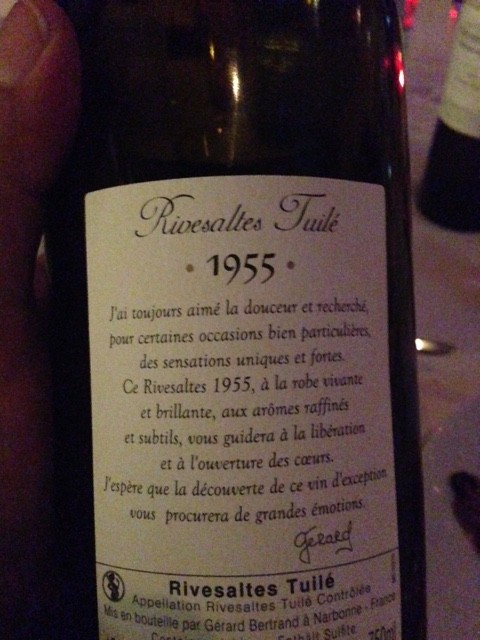 Rivesaltes Tuilé
• 1955 •
J'ai toujours aimé la douceur et recherché,
pour certaines occasions bien particulières,
des sensations uniques et fortes.
Ce Rivesaltes 1955, à la robe vivante
et brillante, aux arômes raffinés
et subtils, vous guidera à la libération
et à l'ouverture des cœurs.
J'espère que la découverte de ce vin d'exception
vous procurera de grandes émotions.
Gérard
Rivesaltes Tuilé
Appellation Rivesaltes Tuilé Contrôlée
Mis en bouteille par Gérard Bertrand à Narbonne - France
Sulfite
750ml